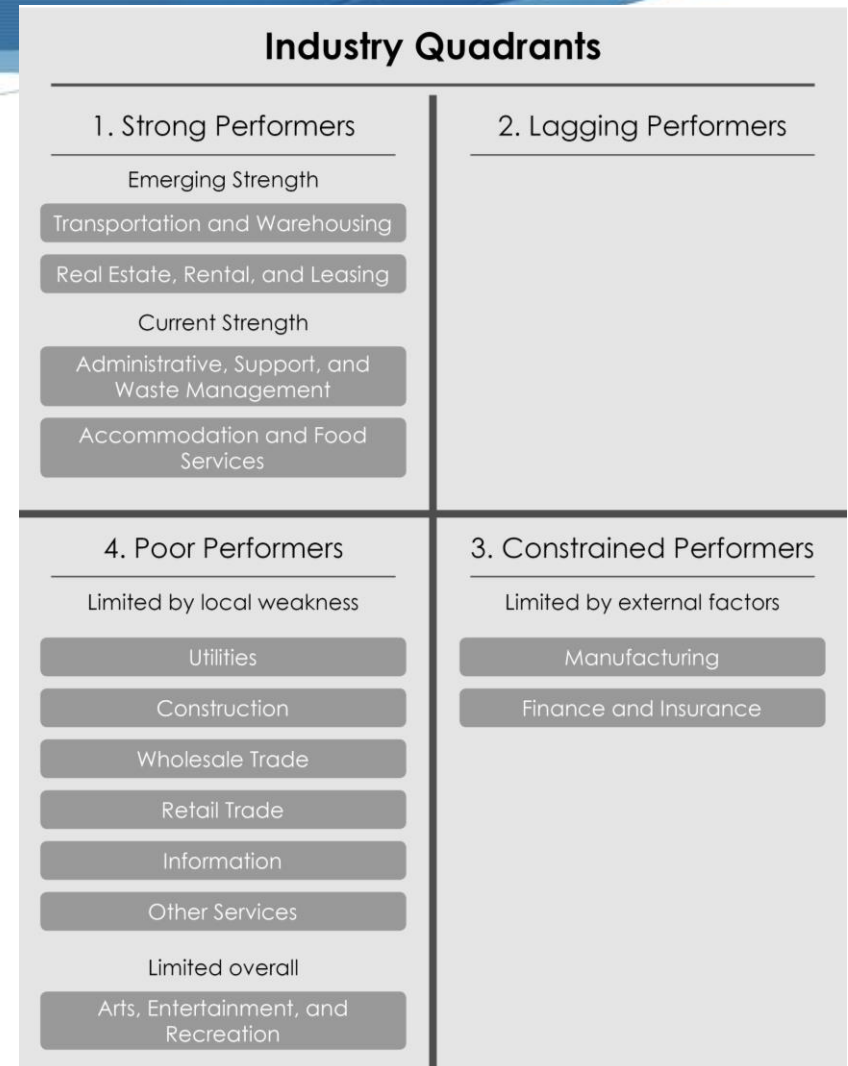 Industry Quadrants
1. Strong Performers
Emerging Strength
Transportation and Warehousing
Real Estate, Rental, and Leasing
Current Strength
Administrative, Support, and
Waste Management
Accommodation and Food
Services
2. Lagging Performers
4. Poor Performers
Limited by local weakness
Utilities
Construction
Wholesale Trade
Retail Trade
Information
Other Services
Limited overall
Arts, Entertainment, and
Recreation
3. Constrained Performers
Limited by external factors
Manufacturing
Finance and Insurance